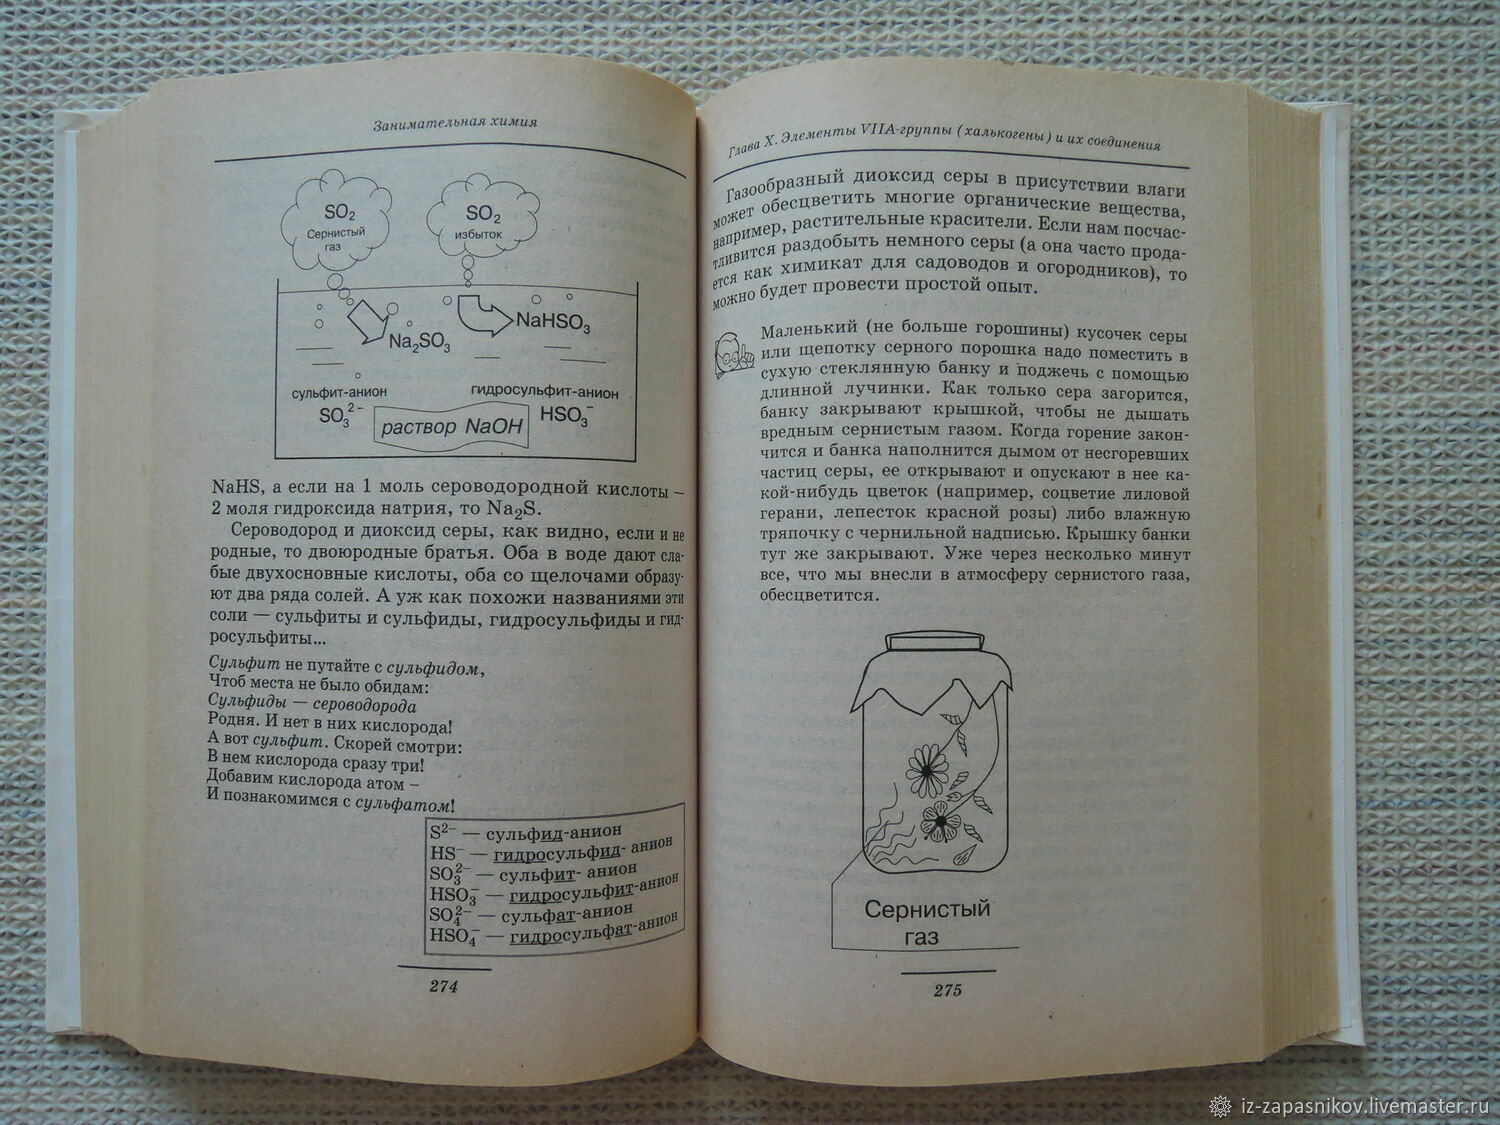 Занимательная химия
SO₂
Сернистый
газ
SO₂
избыток
NaHSO₃
Na₂SO₃
сульфит-анион
SO₃²⁻
гидросульфит-анион
HSO₃⁻
раствор NaOH
NaHS, а если на 1 моль сероводородной кислоты –
2 моля гидроксида натрия, то Na₂S.
Сероводород и диоксид серы, как видно, если и не
родные, то двоюродные братья. Оба в воде дают сла-
бые двухосновные кислоты, оба со щелочами образу-
ют два ряда солей. А уж как похожи названиями эти
соли — сульфиты и сульфиды, гидросульфиды и гид-
росульфиты...
Сульфит не путайте с сульфидом,
Чтоб места не было обидам:
Сульфиды — сероводорода
Родня. И нет в них кислорода!
А вот сульфит. Скорей смотри:
В нем кислорода сразу три!
Добавим кислорода атом –
И познакомимся с сульфатом!
S²⁻ — сульфид-анион
HS⁻ — гидросульфид- анион
SO₃²⁻ — сульфит- анион
HSO₃⁻ — гидросульфит-анион
SO₄²⁻ — сульфат-анион
HSO₄⁻ — гидросульфат-анион
274
Глава X. Элементы VIIA-группы (халькогены) и их соединения
Газообразный диоксид серы в присутствии влаги
может обесцветить многие органические вещества,
например, растительные красители. Если нам посчас-
тливится раздобыть немного серы (а она часто прода-
ется как химикат для садоводов и огородников), то
можно будет провести простой опыт.
Маленький (не больше горошины) кусочек серы
или щепотку серного порошка надо поместить в
сухую стеклянную банку и поджечь с помощью
длинной лучинки. Как только сера загорится,
банку закрывают крышкой, чтобы не дышать
вредным сернистым газом. Когда горение закон-
чится и банка наполнится дымом от несгоревших
частиц серы, ее открывают и опускают в нее ка-
кой-нибудь цветок (например, соцветие лиловой
герани, лепесток красной розы) либо влажную
тряпочку с чернильной надписью. Крышку банки
тут же закрывают. Уже через несколько минут
все, что мы внесли в атмосферу сернистого газа,
обесцветится.
Сернистый
газ
275
iz-zapasnikov.livemaster.ru